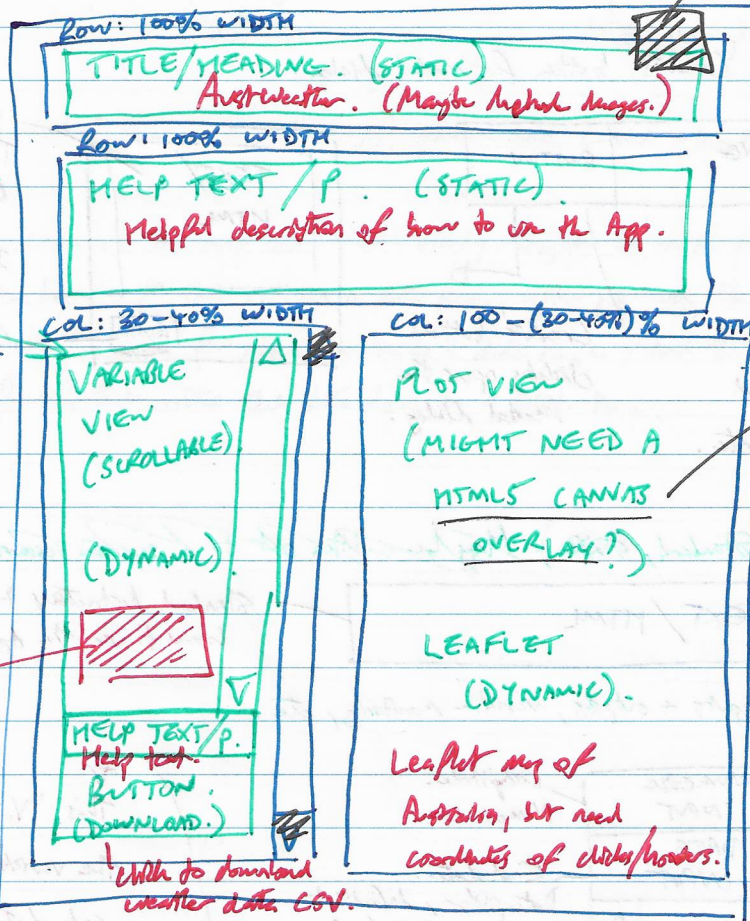 ROW: 100% WIDTH
TITLE/HEADING. (STATIC)
AustWeather. (Maybe images.)
ROW: 100% WIDTH
HELP TEXT/P. (STATIC).
Helpful description of how to use the App.
COL: 30-40% WIDTH
VARIABLE
VIEW
(SCROLLABLE)
(DYNAMIC).
HELP TEXT/P.
Help text.
BUTTON.
(DOWNLOAD.)
click to download
weather data CSV.
COL: 100-(30-40%)% WIDTH
PLOT VIEW
(MIGHT NEED A
HTML5 CANVAS
OVERLAY?)
LEAFLET
(DYNAMIC).
Leaflet map of
Australia, but need
coordinates of clicks/hovers.